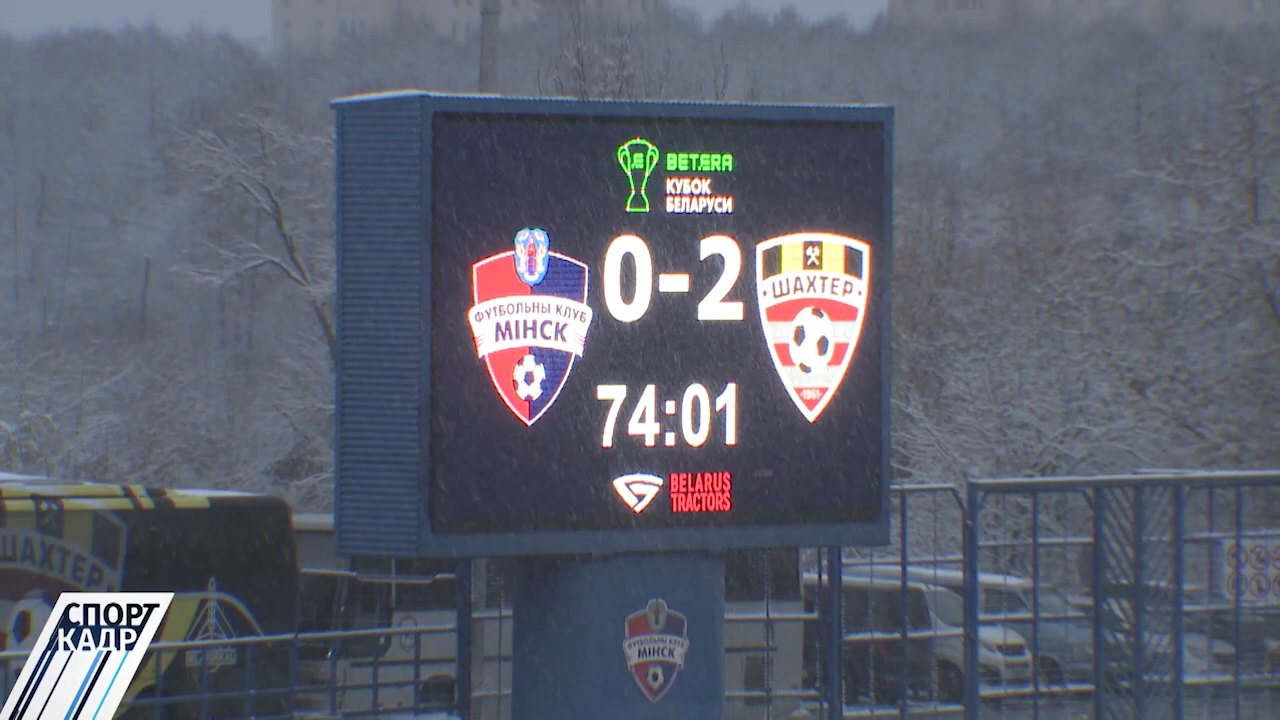 BETERA
КУБОК
БЕЛАРУСИ
0-2
ФУТБОЛЬНЫ КЛУБ
МІНСК
ШАХТЕР
·1961·
74:01
BELARUS
TRACTORS
ШАХТЕР
СПОРТ
КАДР
ФУТБОЛЬНЫ КЛУБ
МІНСК